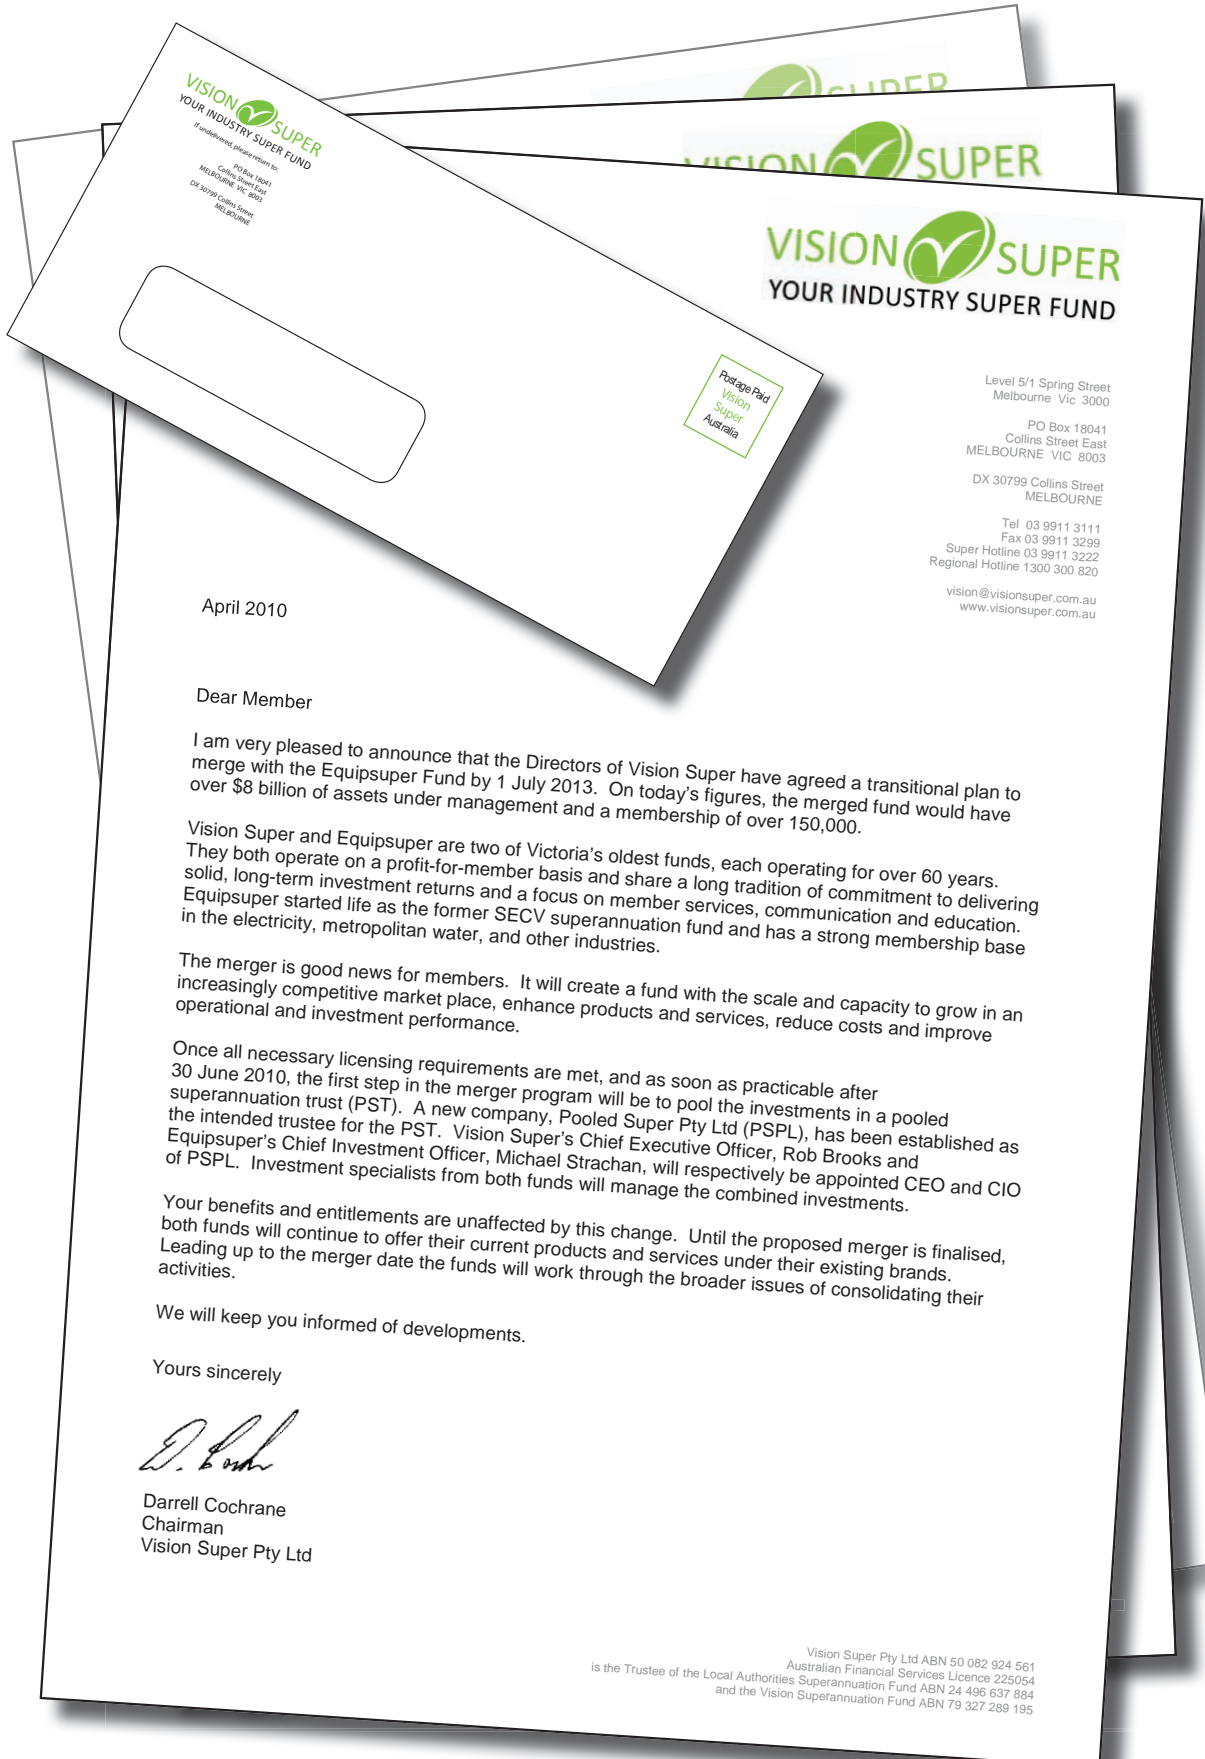 VISION SUPER
YOUR INDUSTRY SUPER FUND
If undelivered, please return to:
PO Box 18041
Collins Street East
MELBOURNE VIC 8003
DX 30799 Collins Street
MELBOURNE
Postage Paid
Vision
Super
Australia
SUPER
VISION SUPER
VISION SUPER
YOUR INDUSTRY SUPER FUND
Level 5/1 Spring Street
Melbourne Vic 3000
PO Box 18041
Collins Street East
MELBOURNE VIC 8003
DX 30799 Collins Street
MELBOURNE
Tel 03 9911 3111
Fax 03 9911 3299
Super Hotline 03 9911 3222
Regional Hotline 1300 300 820
vision@visionsuper.com.au
www.visionsuper.com.au
April 2010
Dear Member
I am very pleased to announce that the Directors of Vision Super have agreed a transitional plan to
merge with the Equipsuper Fund by 1 July 2013. On today's figures, the merged fund would have
over $8 billion of assets under management and a membership of over 150,000.
Vision Super and Equipsuper are two of Victoria's oldest funds, each operating for over 60 years.
They both operate on a profit-for-member basis and share a long tradition of commitment to delivering
solid, long-term investment returns and a focus on member services, communication and education.
Equipsuper started life as the former SECV superannuation fund and has a strong membership base
in the electricity, metropolitan water, and other industries.
The merger is good news for members. It will create a fund with the scale and capacity to grow in an
increasingly competitive market place, enhance products and services, reduce costs and improve
operational and investment performance.
Once all necessary licensing requirements are met, and as soon as practicable after
30 June 2010, the first step in the merger program will be to pool the investments in a pooled
superannuation trust (PST). A new company, Pooled Super Pty Ltd (PSPL), has been established as
the intended trustee for the PST. Vision Super's Chief Executive Officer, Rob Brooks and
Equipsuper's Chief Investment Officer, Michael Strachan, will respectively be appointed CEO and CIO
of PSPL. Investment specialists from both funds will manage the combined investments.
Your benefits and entitlements are unaffected by this change. Until the proposed merger is finalised,
both funds will continue to offer their current products and services under their existing brands.
Leading up to the merger date the funds will work through the broader issues of consolidating their
activities.
We will keep you informed of developments.
Yours sincerely
Darrell Cochrane
Chairman
Vision Super Pty Ltd
Vision Super Pty Ltd ABN 50 082 924 561
Australian Financial Services Licence 225054
is the Trustee of the Local Authorities Superannuation Fund ABN 24 496 637 884
and the Vision Superannuation Fund ABN 79 327 289 195